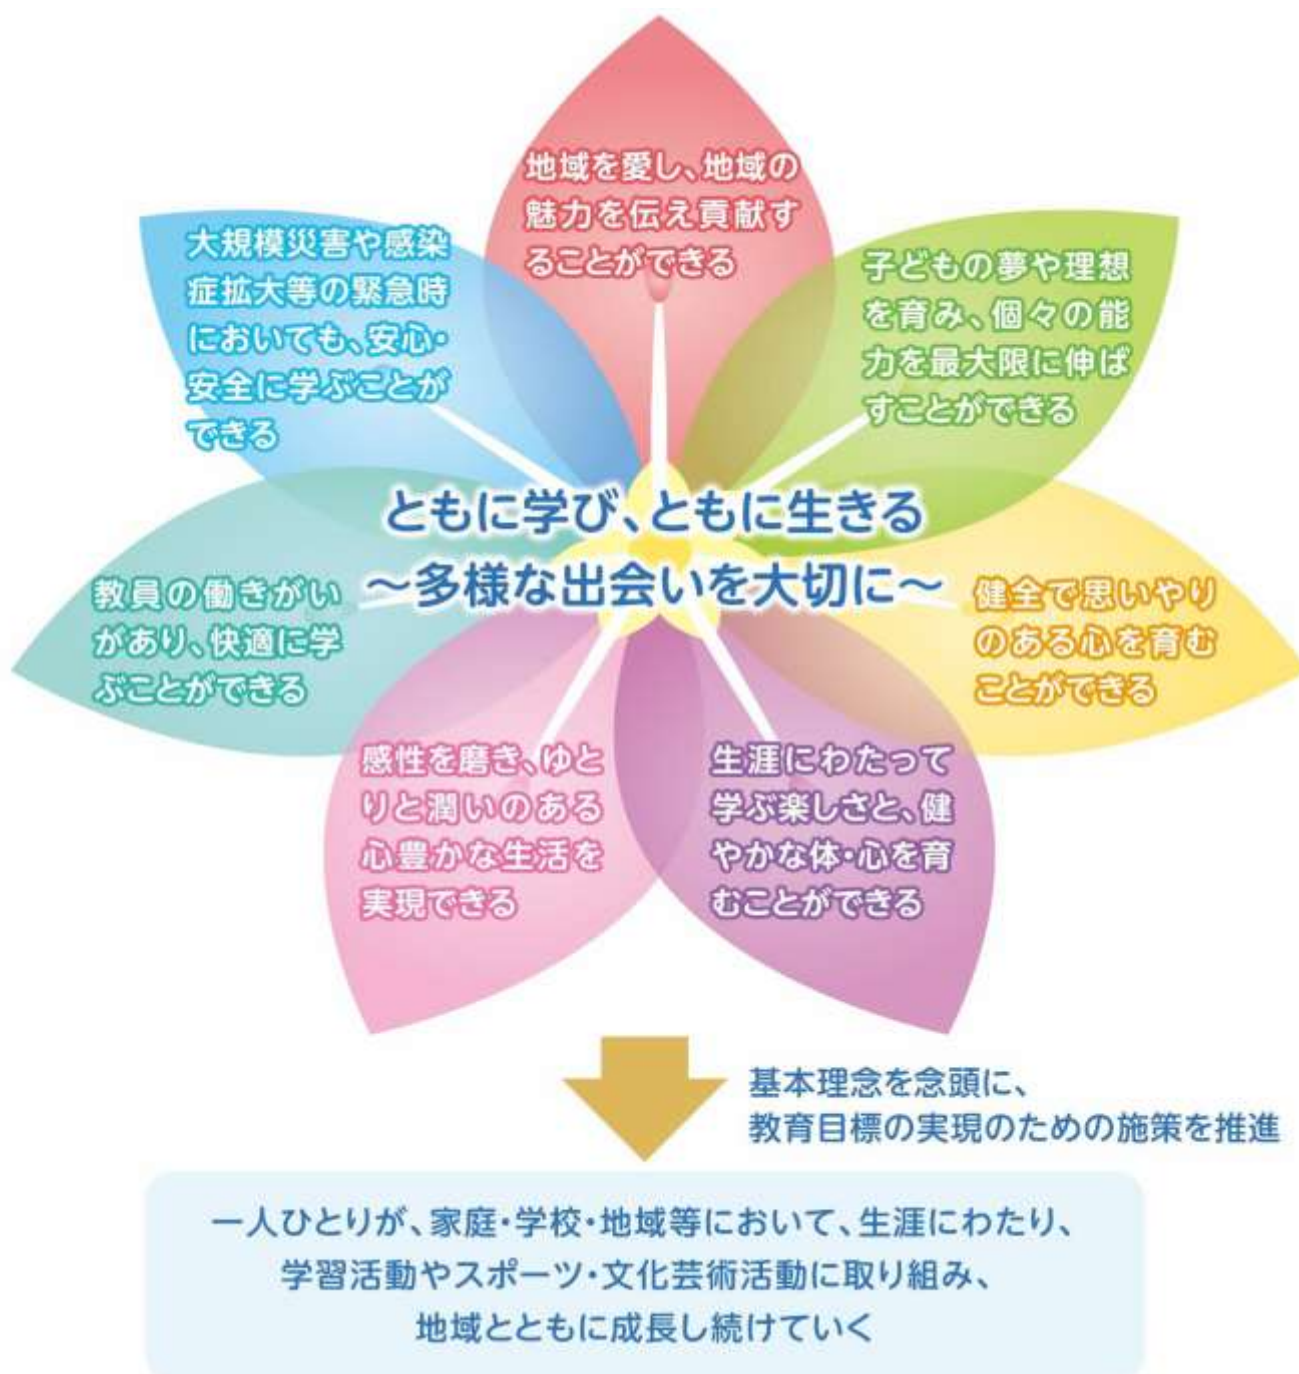 地域を愛し、地域の
魅力を伝え貢献す
ることができる
大規模災害や感染
症拡大等の緊急時
においても、安心・
安全に学ぶことが
できる
子どもの夢や理想
を育み、個々の能
力を最大限に伸ば
すことができる
ともに学び、ともに生きる
～多様な出会いを大切に～
教員の働きがい
があり、快適に学
ぶことができる
健全で思いやり
のある心を育む
ことができる
感性を磨き、ゆと
りと潤いのある
心豊かな生活を
実現できる
生涯にわたって
学ぶ楽しさと、健
やかな体・心を育
むことができる
基本理念を念頭に、
教育目標の実現のための施策を推進
一人ひとりが、家庭・学校・地域等において、生涯にわたり、
学習活動やスポーツ・文化芸術活動に取り組み、
地域とともに成長し続けていく